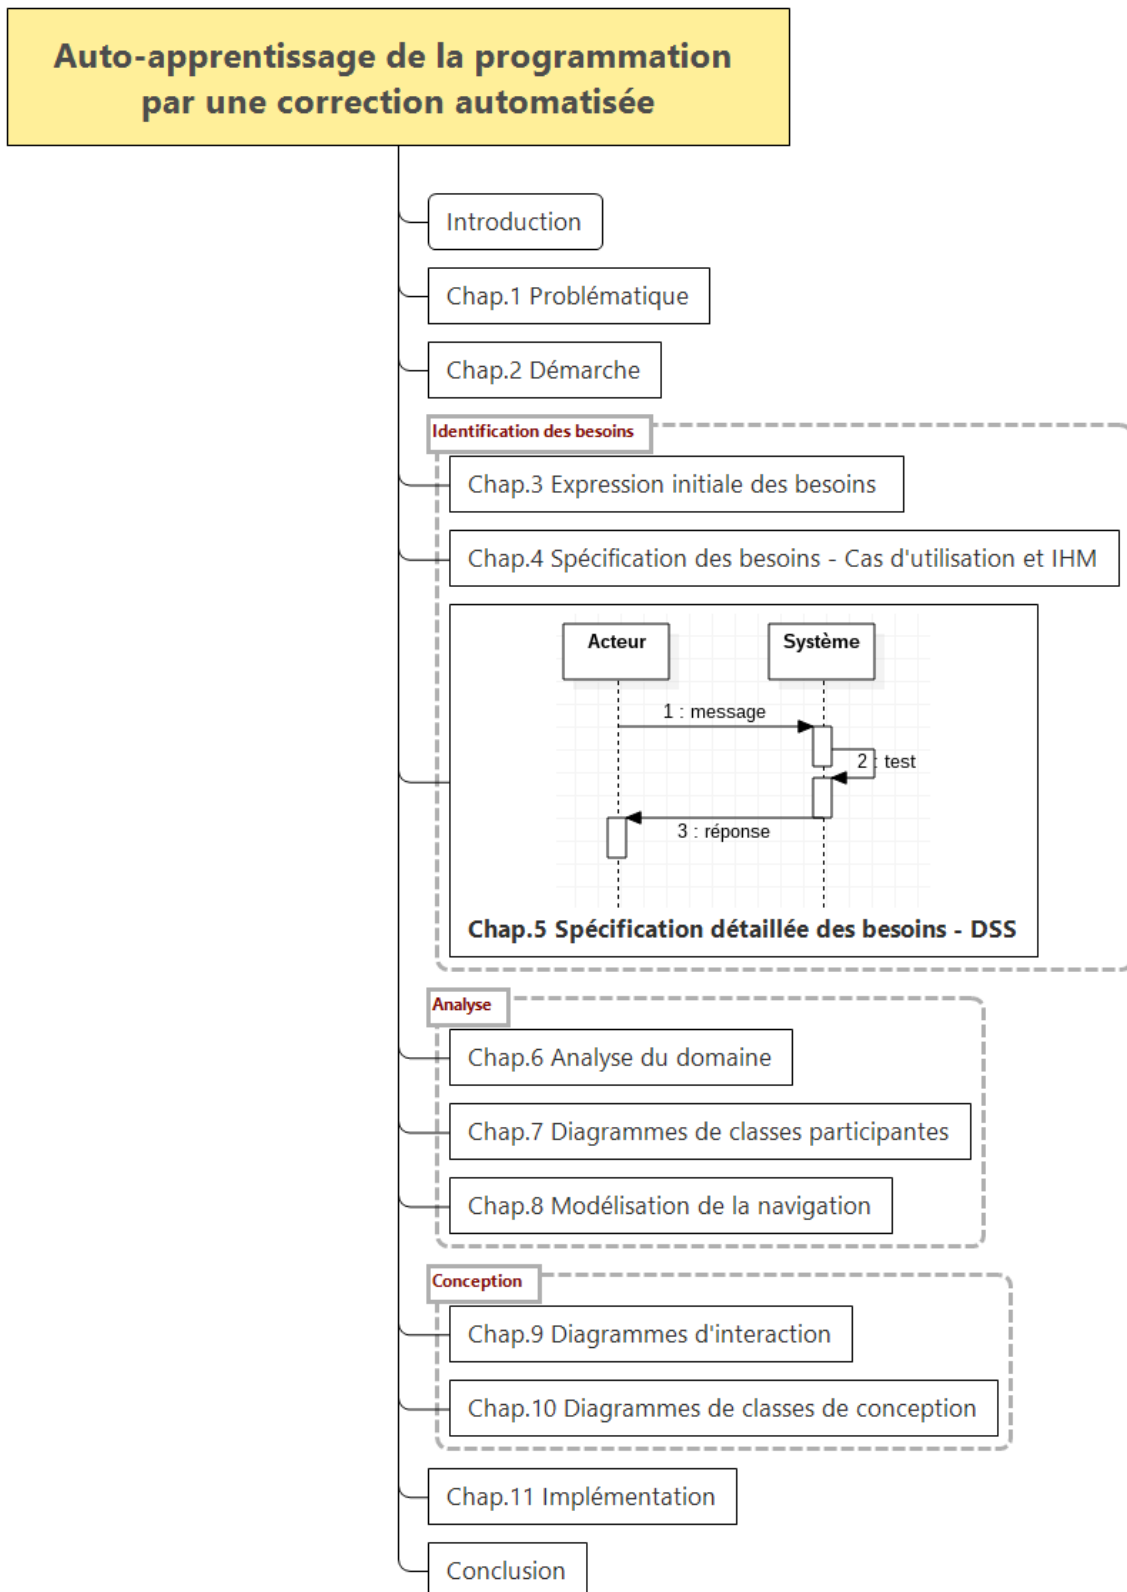 Auto-apprentissage de la programmation
par une correction automatisée
Introduction
Chap.1 Problématique
Chap.2 Démarche
Identification des besoins
Chap.3 Expression initiale des besoins
Chap.4 Spécification des besoins - Cas d'utilisation et IHM
Acteur
Système
1 : message
2 : test
3 : réponse
Chap.5 Spécification détaillée des besoins - DSS
Analyse
Chap.6 Analyse du domaine
Chap.7 Diagrammes de classes participantes
Chap.8 Modélisation de la navigation
Conception
Chap.9 Diagrammes d'interaction
Chap.10 Diagrammes de classes de conception
Chap.11 Implémentation
Conclusion